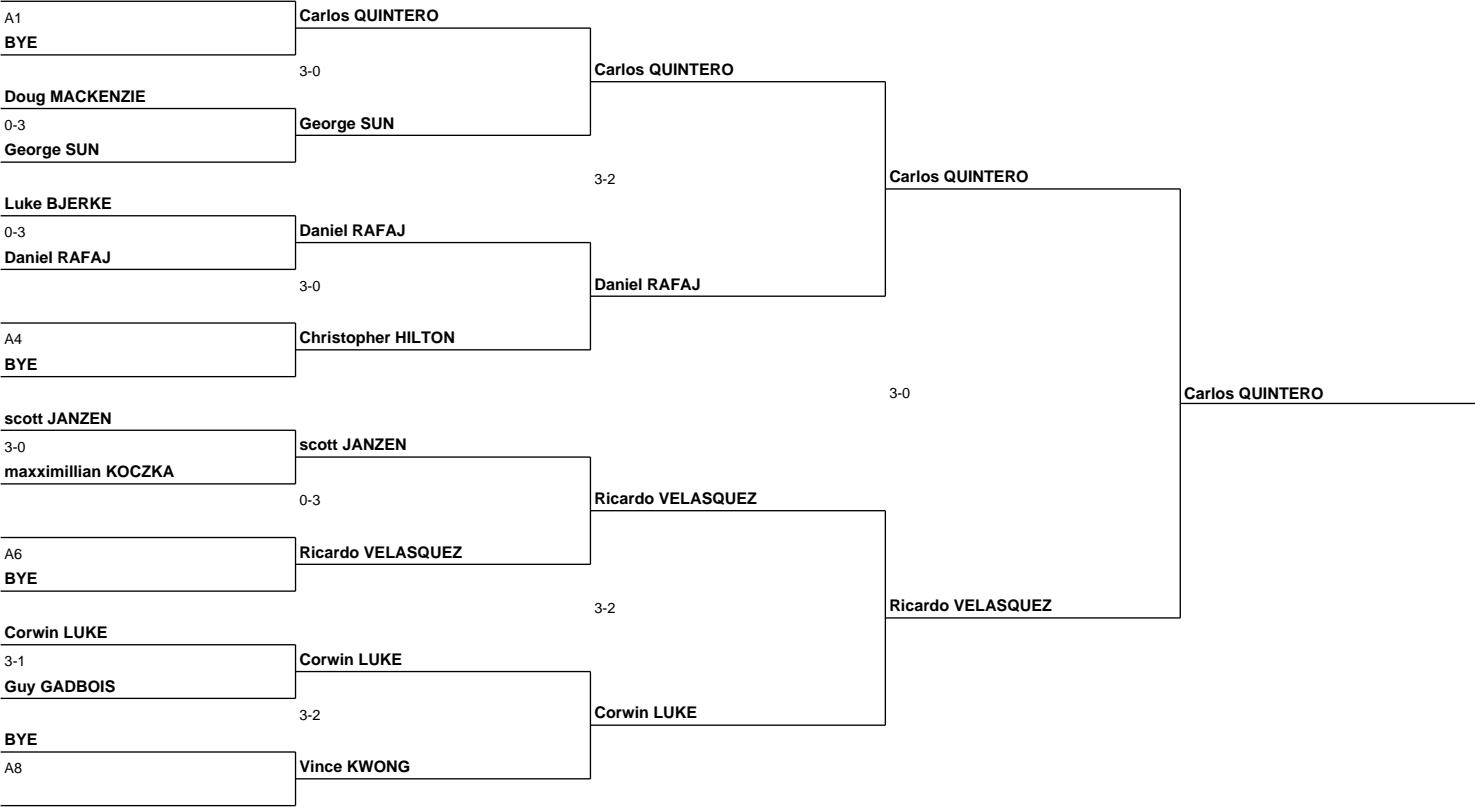 A1
BYE
Carlos QUINTERO
3-0
Doug MACKENZIE
0-3
George SUN
George SUN
Carlos QUINTERO
3-2
Luke BJERKE
0-3
Daniel RAFAJ
Daniel RAFAJ
3-0
A4
BYE
Christopher HILTON
Daniel RAFAJ
Carlos QUINTERO
3-0
scott JANZEN
3-0
maxximillian KOCZKA
scott JANZEN
0-3
A6
BYE
Ricardo VELASQUEZ
Ricardo VELASQUEZ
3-2
Corwin LUKE
3-1
Guy GADBOIS
Corwin LUKE
3-2
BYE
A8
Vince KWONG
Corwin LUKE
Ricardo VELASQUEZ
Carlos QUINTERO